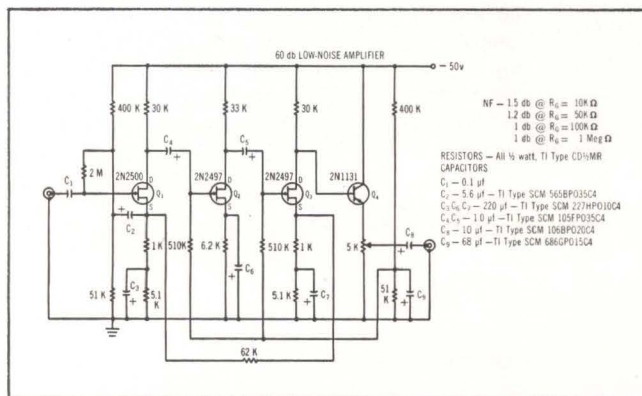 60 db LOW-NOISE AMPLIFIER
– 50v
400 K
30 K
33 K
30 K
400 K
2 M
C₄
+
C₅
+
2N2500
D
2N2497
D
2N2497
D
2N1131
C₁
Q₁
Q₂
Q₃
Q₄
S
S
S
+
C₂
1 K
510K
6.2 K
510 K
1 K
5 K
C₈
+
C₃
+
C₆
+
C₇
+
C₉
+
51 K
5.1 K
5.1 K
51 K
62 K
NF – 1.5 db @ R_G = 10K Ω
1.2 db @ R_G = 50K Ω
1 db @ R_G = 100K Ω
1 db @ R_G = 1 Meg Ω
RESISTORS – All ½ watt, TI Type CD½MR
CAPACITORS
C₁ – 0.1 μf
C₂ – 5.6 μf – TI Type SCM 565BP035C4
C₃,C₆,C₇ – 220 μf – TI Type SCM 227HP010C4
C₄,C₅ – 1.0 μf – TI Type SCM 105FP035C4
C₈ – 10 μf – TI Type SCM 106BP020C4
C₉ – 68 μf – TI Type SCM 686GP015C4